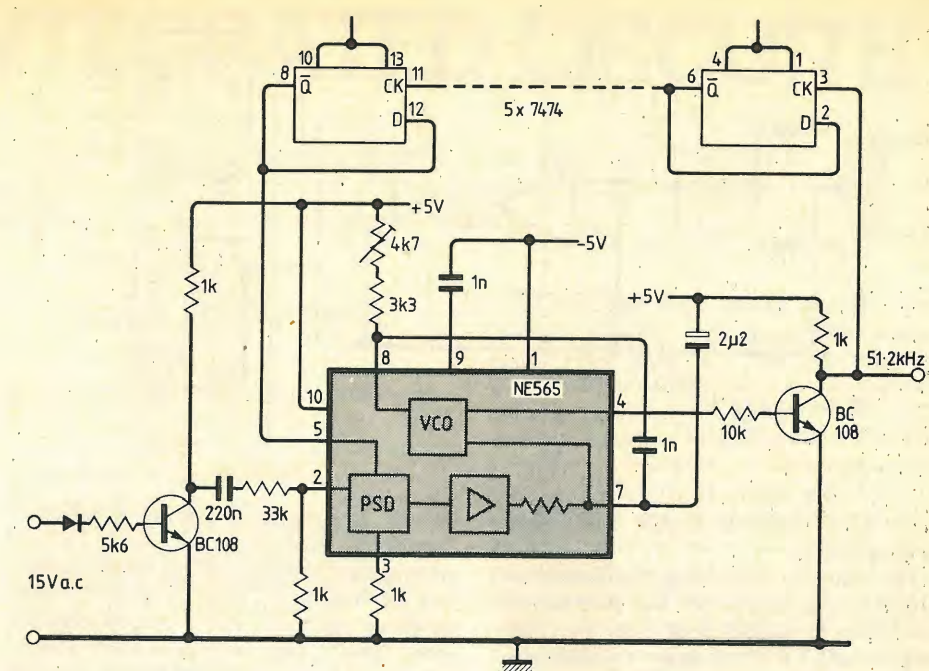 10 13
8 Q̅ CK 11
D 12
5 x 7474
4 1
6 Q̅ CK 3
D 2
+5V
-5V
4k7
1k
1n
3k3
+5V
2µ2
1k
51·2kHz
8 9 1
NE565
10
5
4
VCO
10k
BC
108
1n
2
PSD
7
220n 33k
5k6
BC108
3
15V a.c
1k
1k